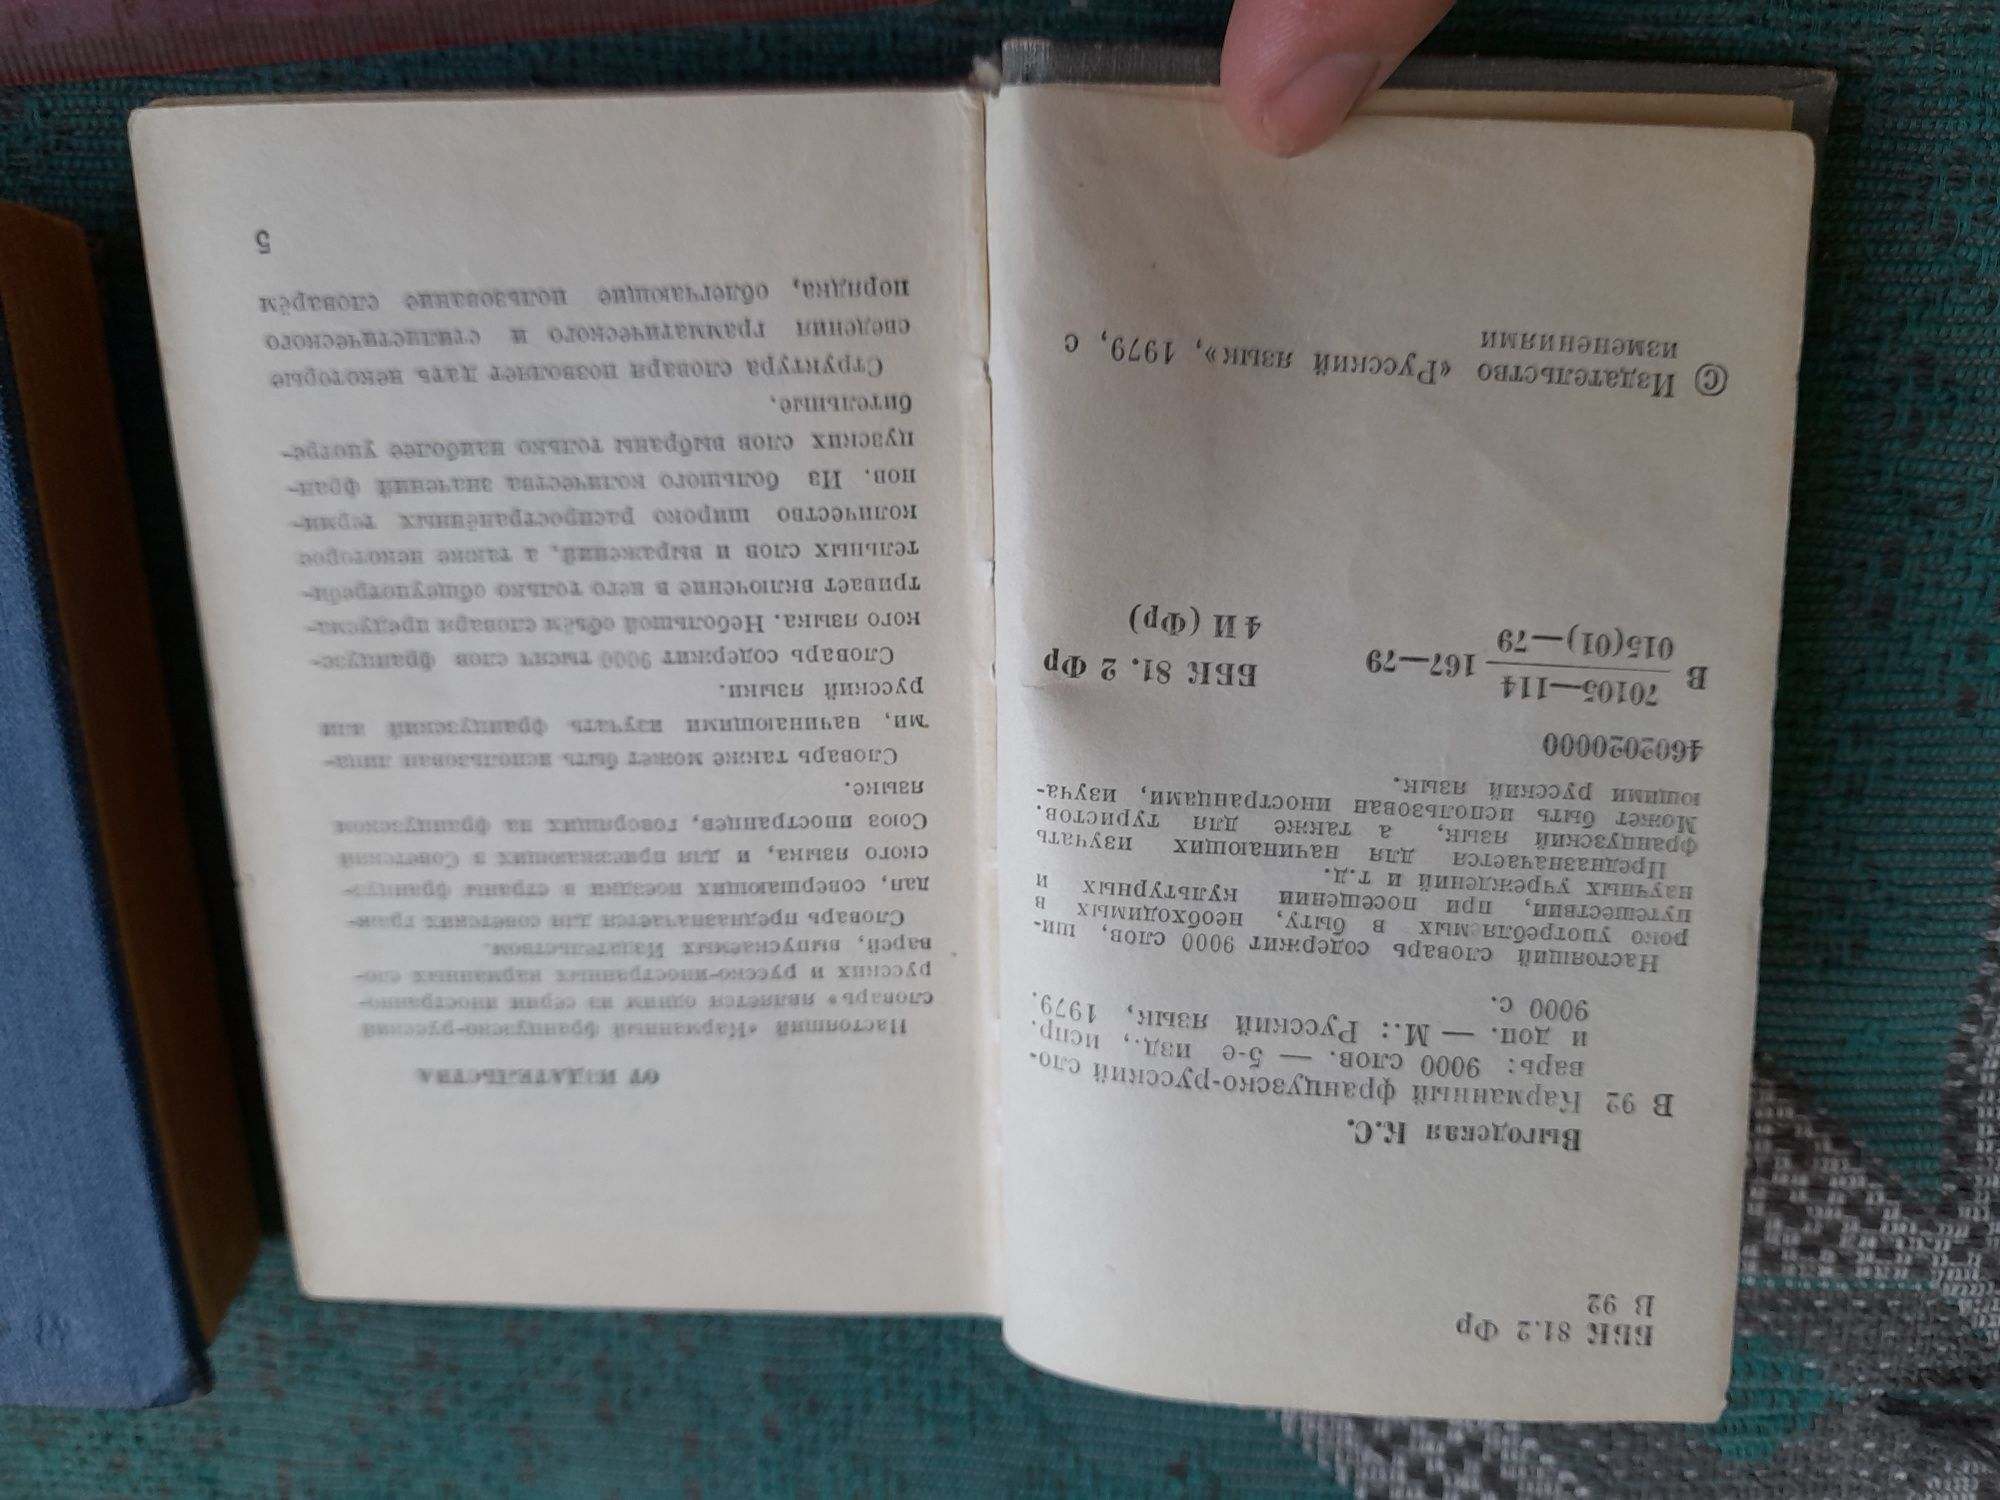 ББК 81.2 Фр
В 92
Выгодская К.С.
В 92 Карманный французско-русский сло-
варь: 9000 слов. — 5-е изд., испр.
и доп. — М.: Русский язык, 1979.
9000 с.
Настоящий словарь содержит 9000 слов, ши-
роко употребляемых в быту, необходимых в
путешествии, при посещении культурных и
научных учреждений и т.д.
Предназначается для начинающих изучать
французский язык, а также для туристов.
Может быть использован иностранцами, изуча-
ющими русский язык.
4602020000
В 70105—114 167—79
015(01)—79
ББК 81. 2 Фр
4 И (Фр)
© Издательство «Русский язык», 1979, с
изменениями
ОТ ИЗДАТЕЛЬСТВА
Настоящий «Карманный французско-русский
словарь» является одним из серии иностранно-
русских и русско-иностранных карманных сло-
варей, выпускаемых Издательством.
Словарь предназначается для советских граж-
дан, совершающих поездки в страны француз-
ского языка, и для приезжающих в Советский
Союз иностранцев, говорящих на французском
языке.
Словарь также может быть использован лица-
ми, начинающими изучать французский или
русский языки.
Словарь содержит 9000 тысяч слов француз-
кого языка. Небольшой объём словаря предусма-
тривает включение в него только общеупотреби-
тельных слов и выражений, а также некоторое
количество широко распространённых терми-
нов. Из большого количества значений фран-
цузских слов выбраны только наиболее употре-
бительные.
Структура словаря позволяет дать некоторые
сведения грамматического и стилистического
порядка, облегчающие пользование словарём
5